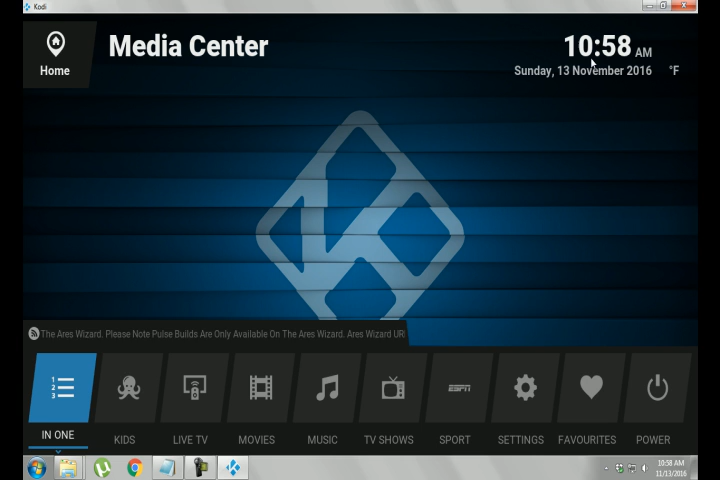 Kodi
Home
Media Center
10:58 AM
Sunday, 13 November 2016 °F
The Ares Wizard. Please Note Pulse Builds Are Only Available On The Ares Wizard. Ares Wizard URL
1
2
3
ESPN
IN ONE
KIDS
LIVE TV
MOVIES
MUSIC
TV SHOWS
SPORT
SETTINGS
FAVOURITES
POWER
10:58 AM
11/13/2016